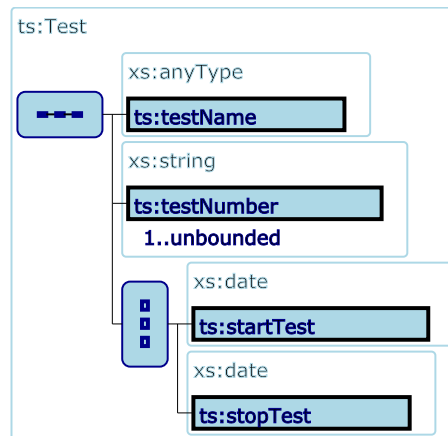 ts:Test
xs:anyType
ts:testName
xs:string
ts:testNumber
1..unbounded
xs:date
ts:startTest
xs:date
ts:stopTest